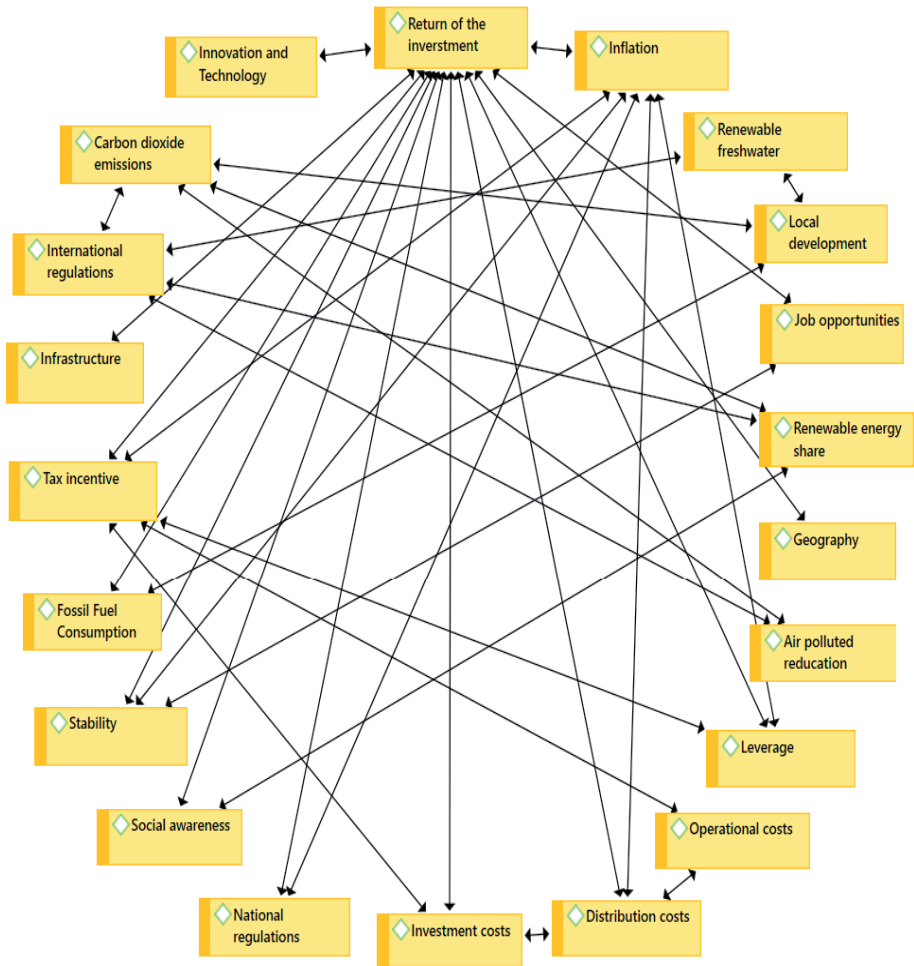 Return of the
inverstment
Innovation and
Technology
Inflation
Carbon dioxide
emissions
Renewable
freshwater
International
regulations
Local
development
Infrastructure
Job opportunities
Tax incentive
Renewable energy
share
Geography
Fossil Fuel
Consumption
Air polluted
reducation
Stability
Leverage
Social awareness
Operational costs
National
regulations
Investment costs
Distribution costs